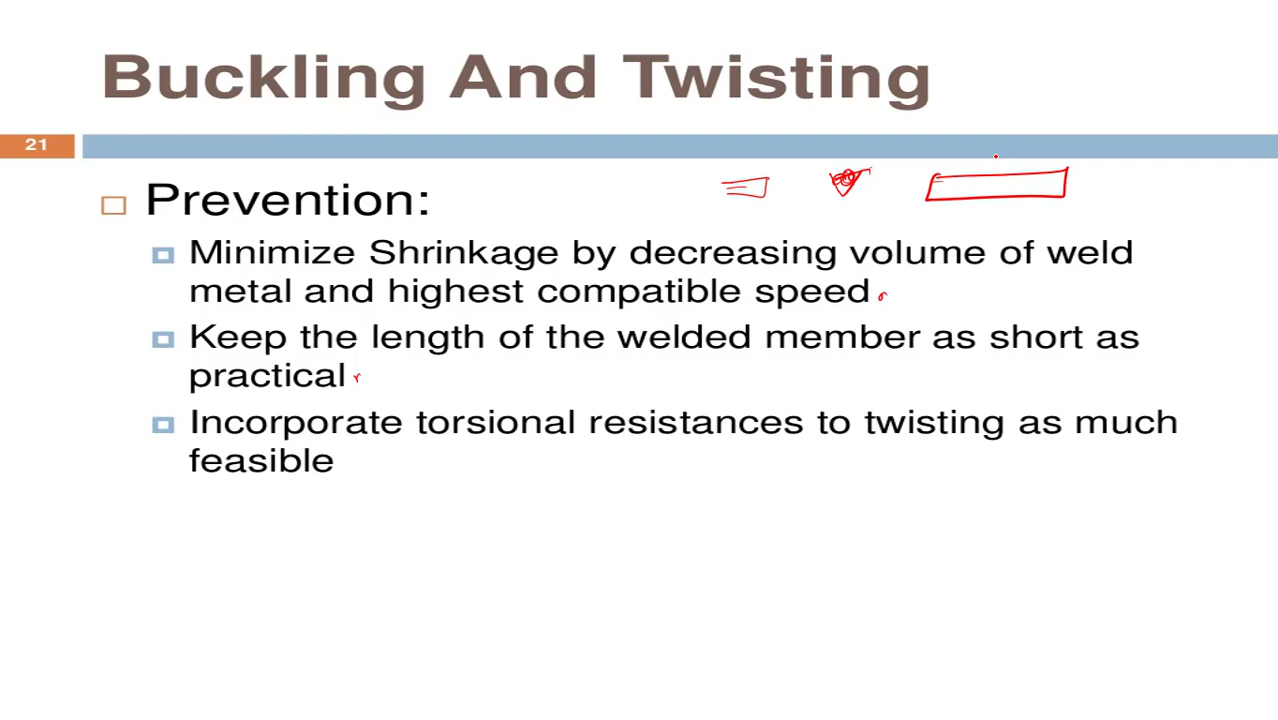 Buckling And Twisting
21
Prevention:
Minimize Shrinkage by decreasing volume of weld
metal and highest compatible speed
Keep the length of the welded member as short as
practical
Incorporate torsional resistances to twisting as much
feasible